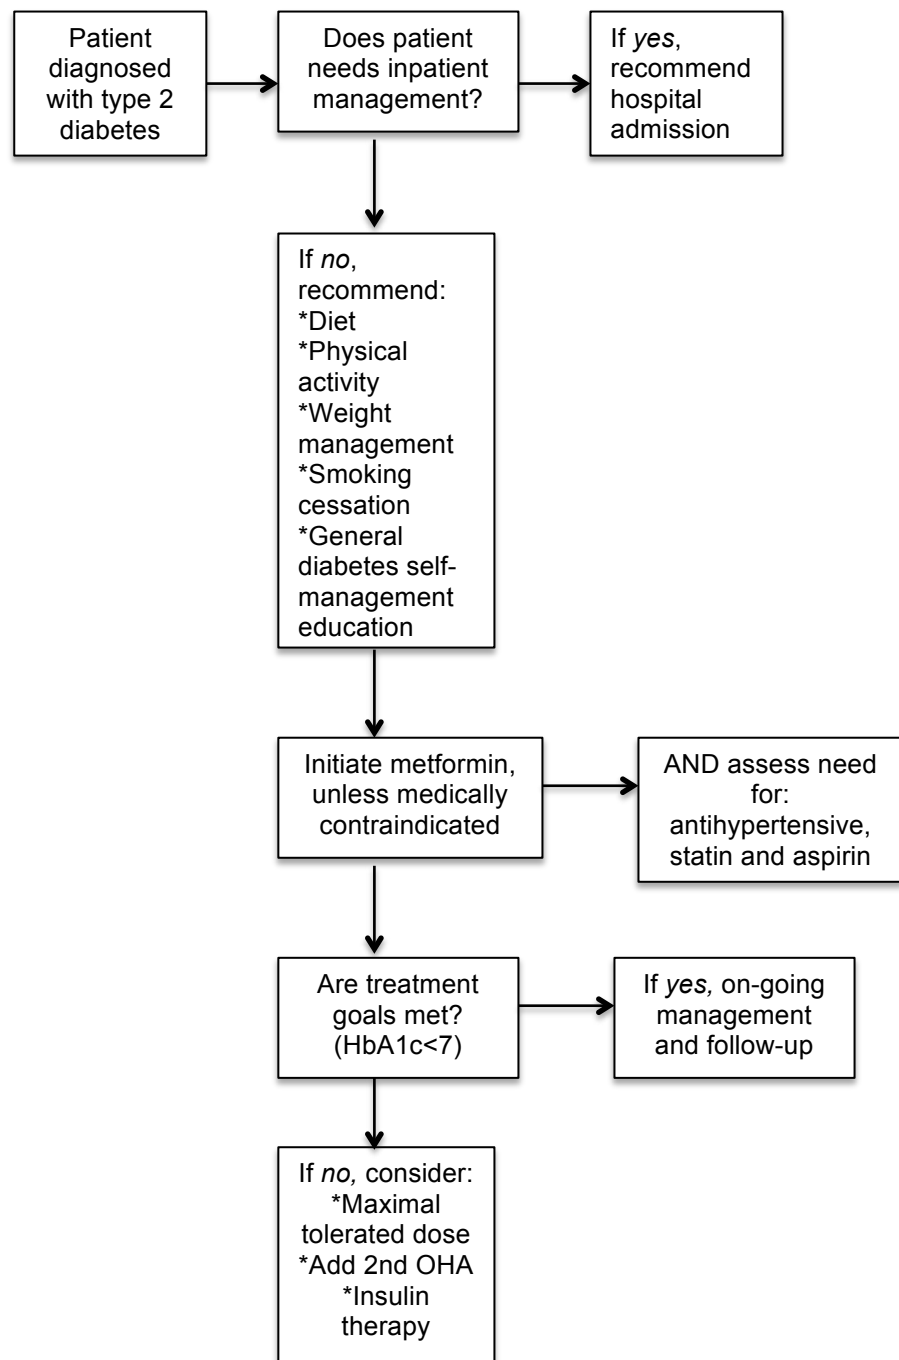 Patient
diagnosed
with type 2
diabetes
Does patient
needs inpatient
management?
If yes,
recommend
hospital
admission
If no,
recommend:
*Diet
*Physical
activity
*Weight
management
*Smoking
cessation
*General
diabetes self-
management
education
Initiate metformin,
unless medically
contraindicated
AND assess need
for:
antihypertensive,
statin and aspirin
Are treatment
goals met?
(HbA1c<7)
If yes, on-going
management
and follow-up
If no, consider:
*Maximal
tolerated dose
*Add 2nd OHA
*Insulin
therapy